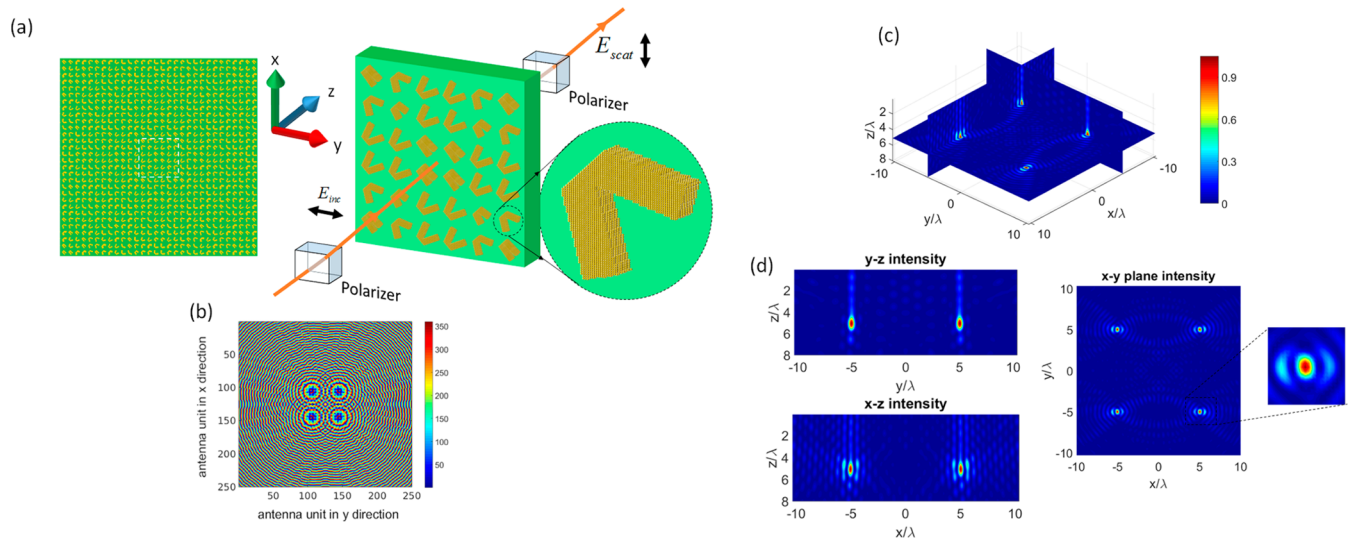 (a)
x
z
y
E_scat
Polarizer
E_inc
Polarizer
(b)
50
100
150
200
250
antenna unit in x direction
50 100 150 200 250
antenna unit in y direction
350
300
250
200
150
100
50
(c)
2
4
6
8
z/λ
-10
0
10
y/λ
-10
0
10
x/λ
0.9
0.6
0.3
0
(d)
y-z intensity
2
4
6
8
z/λ
-10 -5 0 5 10
y/λ
x-z intensity
2
4
6
8
z/λ
-10 -5 0 5 10
x/λ
x-y plane intensity
10
5
0
-5
-10
y/λ
-10 -5 0 5 10
x/λ